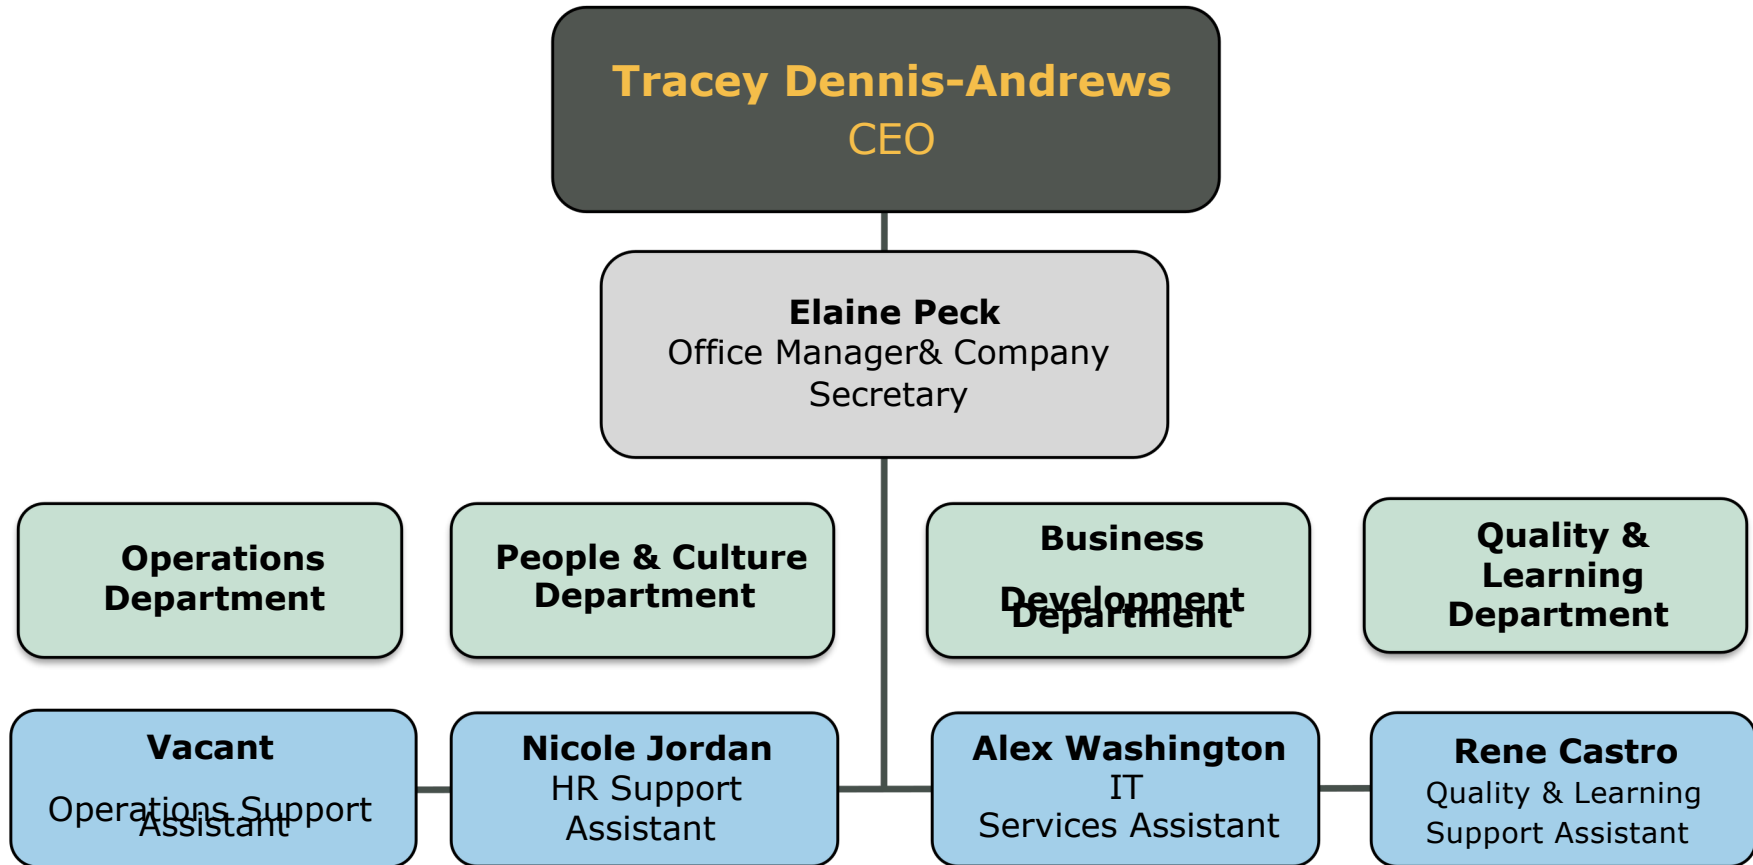 Tracey Dennis-Andrews
CEO
Elaine Peck
Office Manager& Company
Secretary
Operations
Department
People & Culture
Department
Business
Development
Department
Quality &
Learning
Department
Vacant
Operations Support
Assistant
Nicole Jordan
HR Support
Assistant
Alex Washington
IT
Services Assistant
Rene Castro
Quality & Learning
Support Assistant